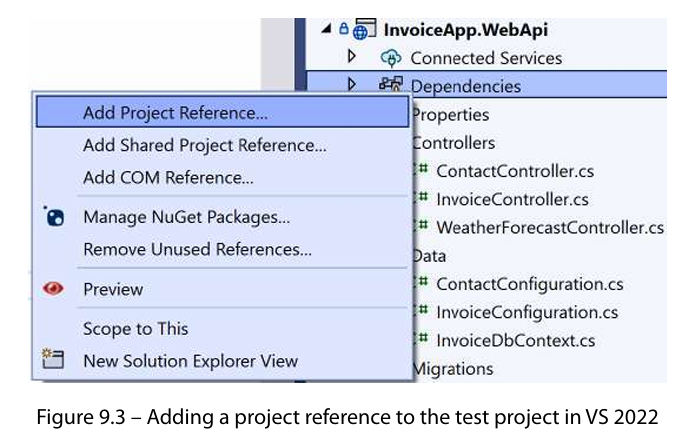 InvoiceApp.WebApi
Connected Services
Dependencies
Add Project Reference...
Properties
Add Shared Project Reference...
Controllers
Add COM Reference...
C# ContactController.cs
Manage NuGet Packages...
InvoiceController.cs
Remove Unused References...
WeatherForecastController.cs
Data
Preview
ContactConfiguration.cs
InvoiceConfiguration.cs
Scope to This
InvoiceDbContext.cs
New Solution Explorer View
Migrations
Figure 9.3 – Adding a project reference to the test project in VS 2022